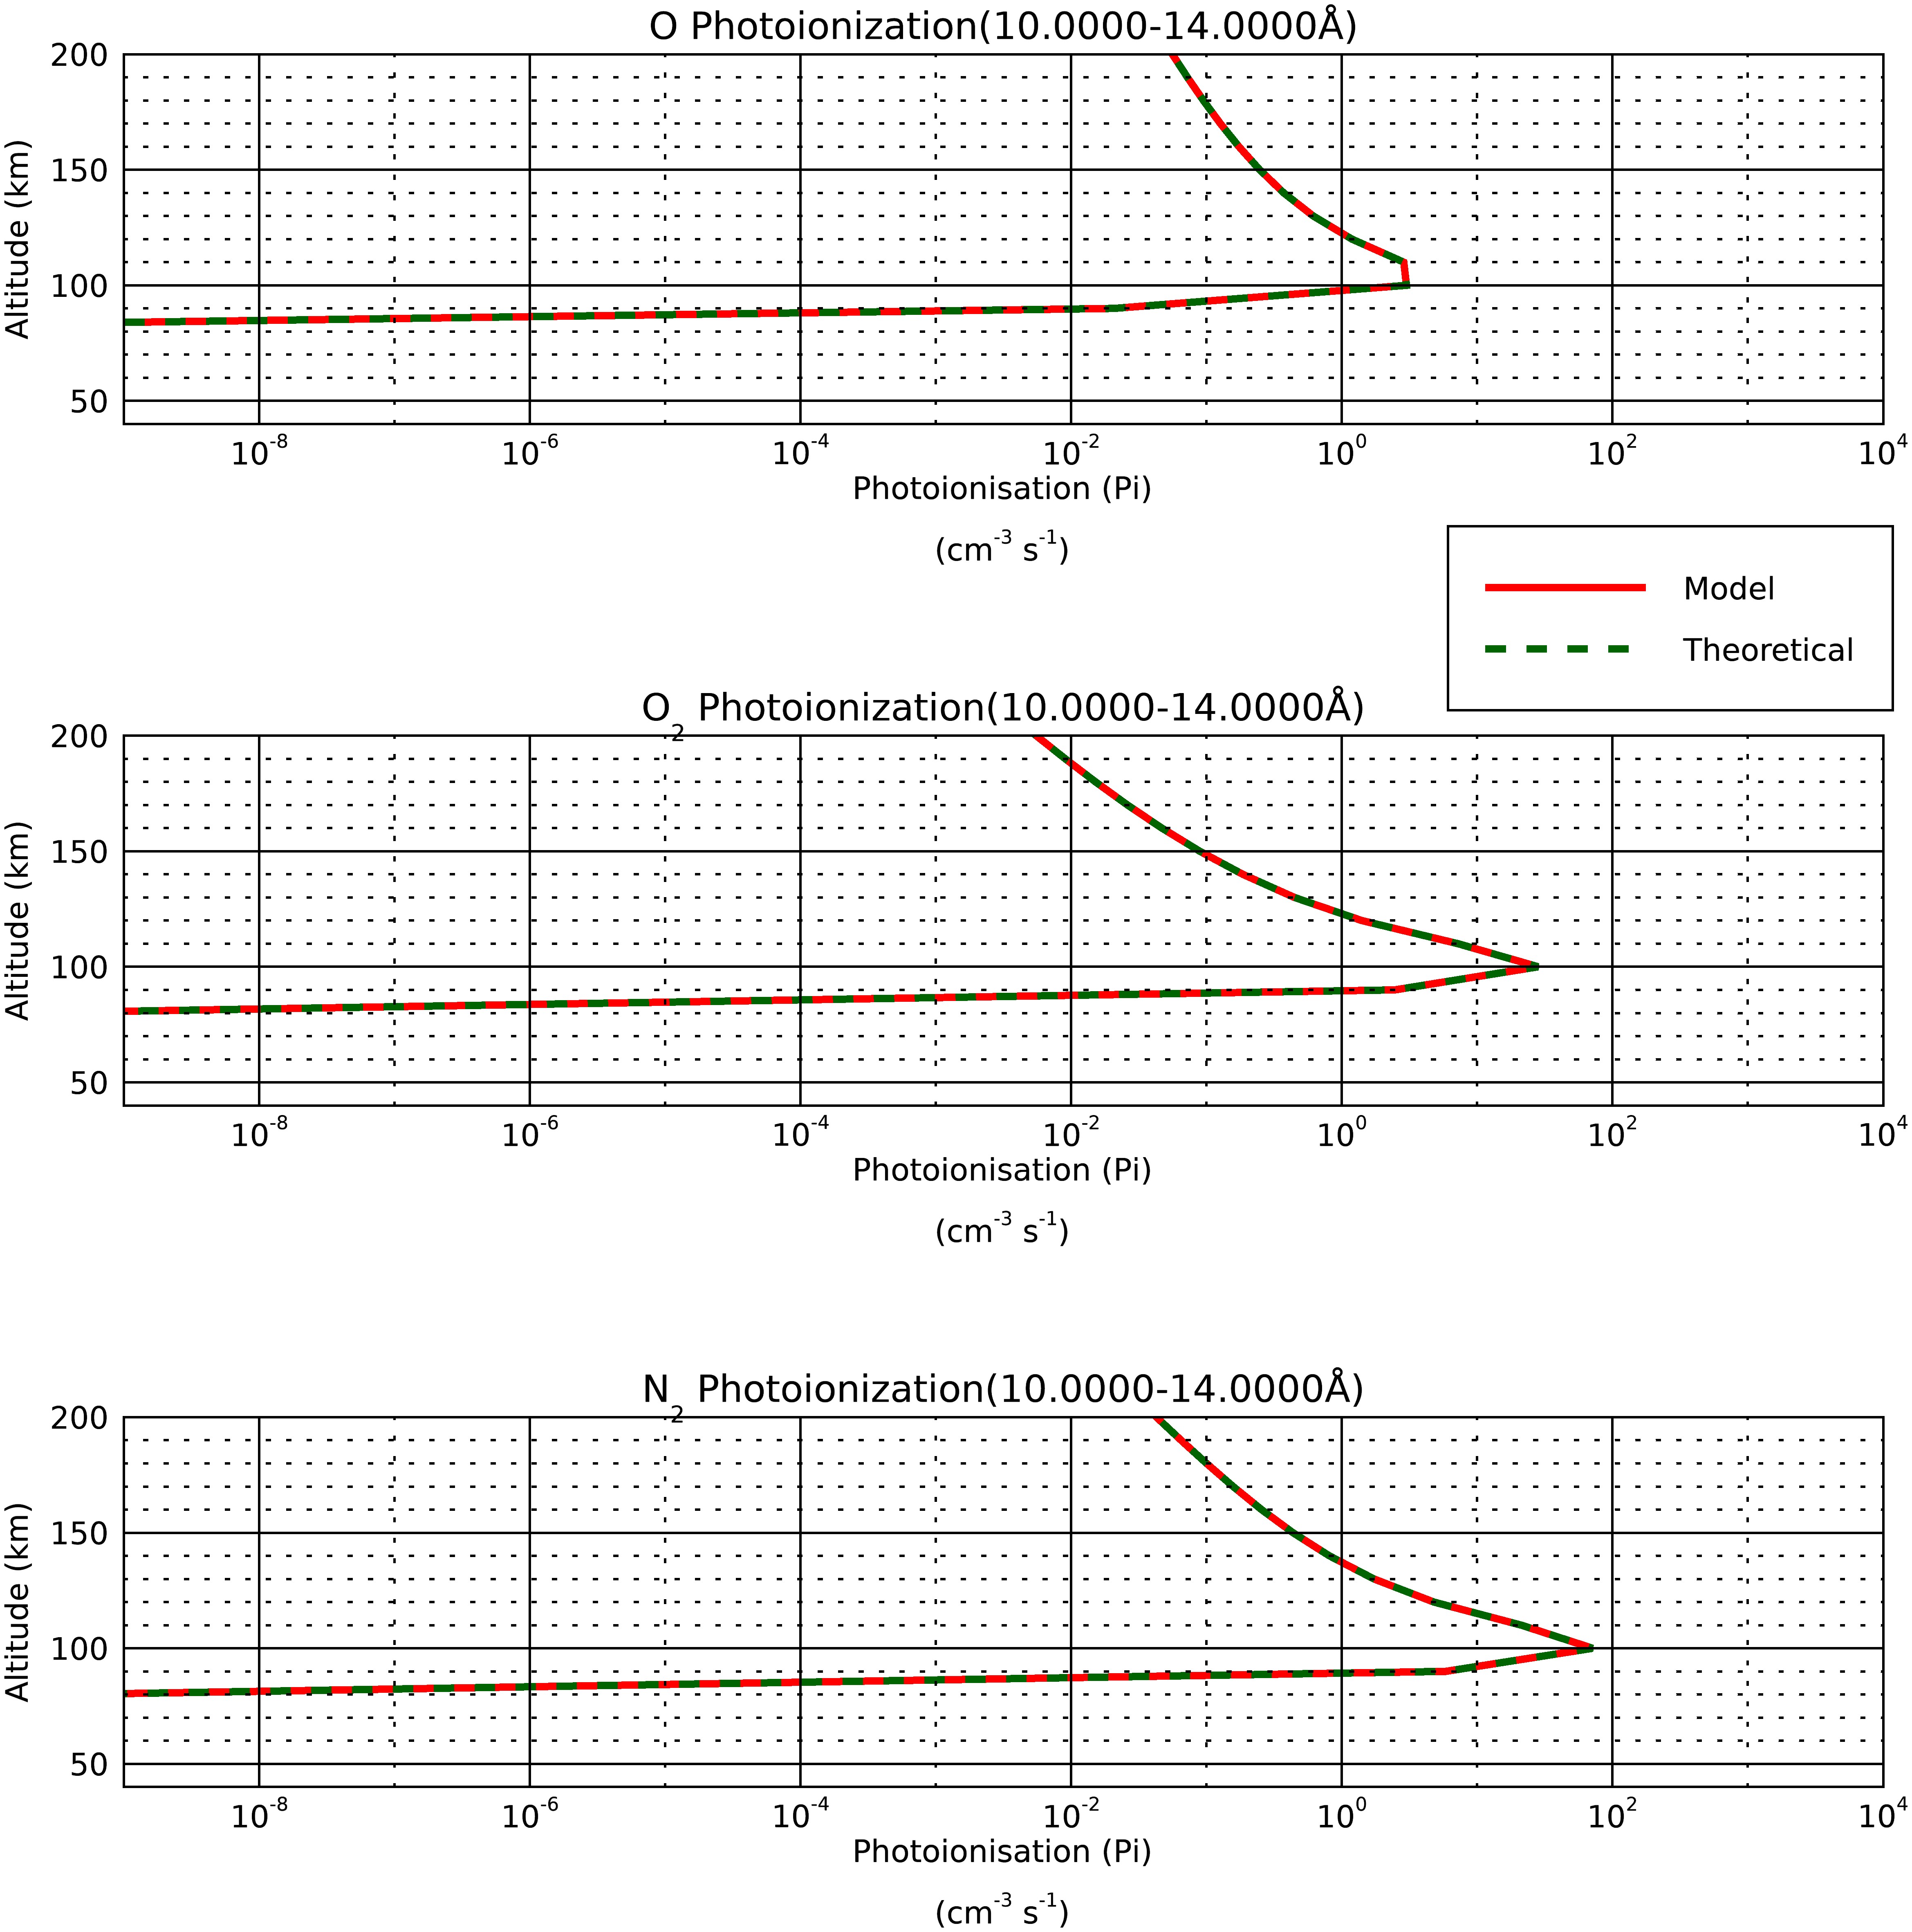 O Photoionization(10.0000-14.0000Å)
200
150
100
50
10-8 10-6 10-4 10-2 100 102 104
Altitude (km)
Photoionisation (Pi)
(cm-3 s-1)
Model
Theoretical
O2 Photoionization(10.0000-14.0000Å)
200
150
100
50
10-8 10-6 10-4 10-2 100 102 104
Altitude (km)
Photoionisation (Pi)
(cm-3 s-1)
N2 Photoionization(10.0000-14.0000Å)
200
150
100
50
10-8 10-6 10-4 10-2 100 102 104
Altitude (km)
Photoionisation (Pi)
(cm-3 s-1)